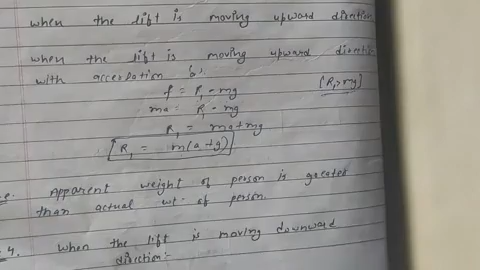 when the lift is moving upward direction
when the lift is moving upward direction
with acceration 'a'.
f = R₁ - mg [R₁>mg]
ma = R₁ - mg
R₁ = ma+mg
[R₁ = m(a+g)]
i.e. Apparent weight of person is greater
than actual wt. of person.
4. when the lift is moving downward
direction:-